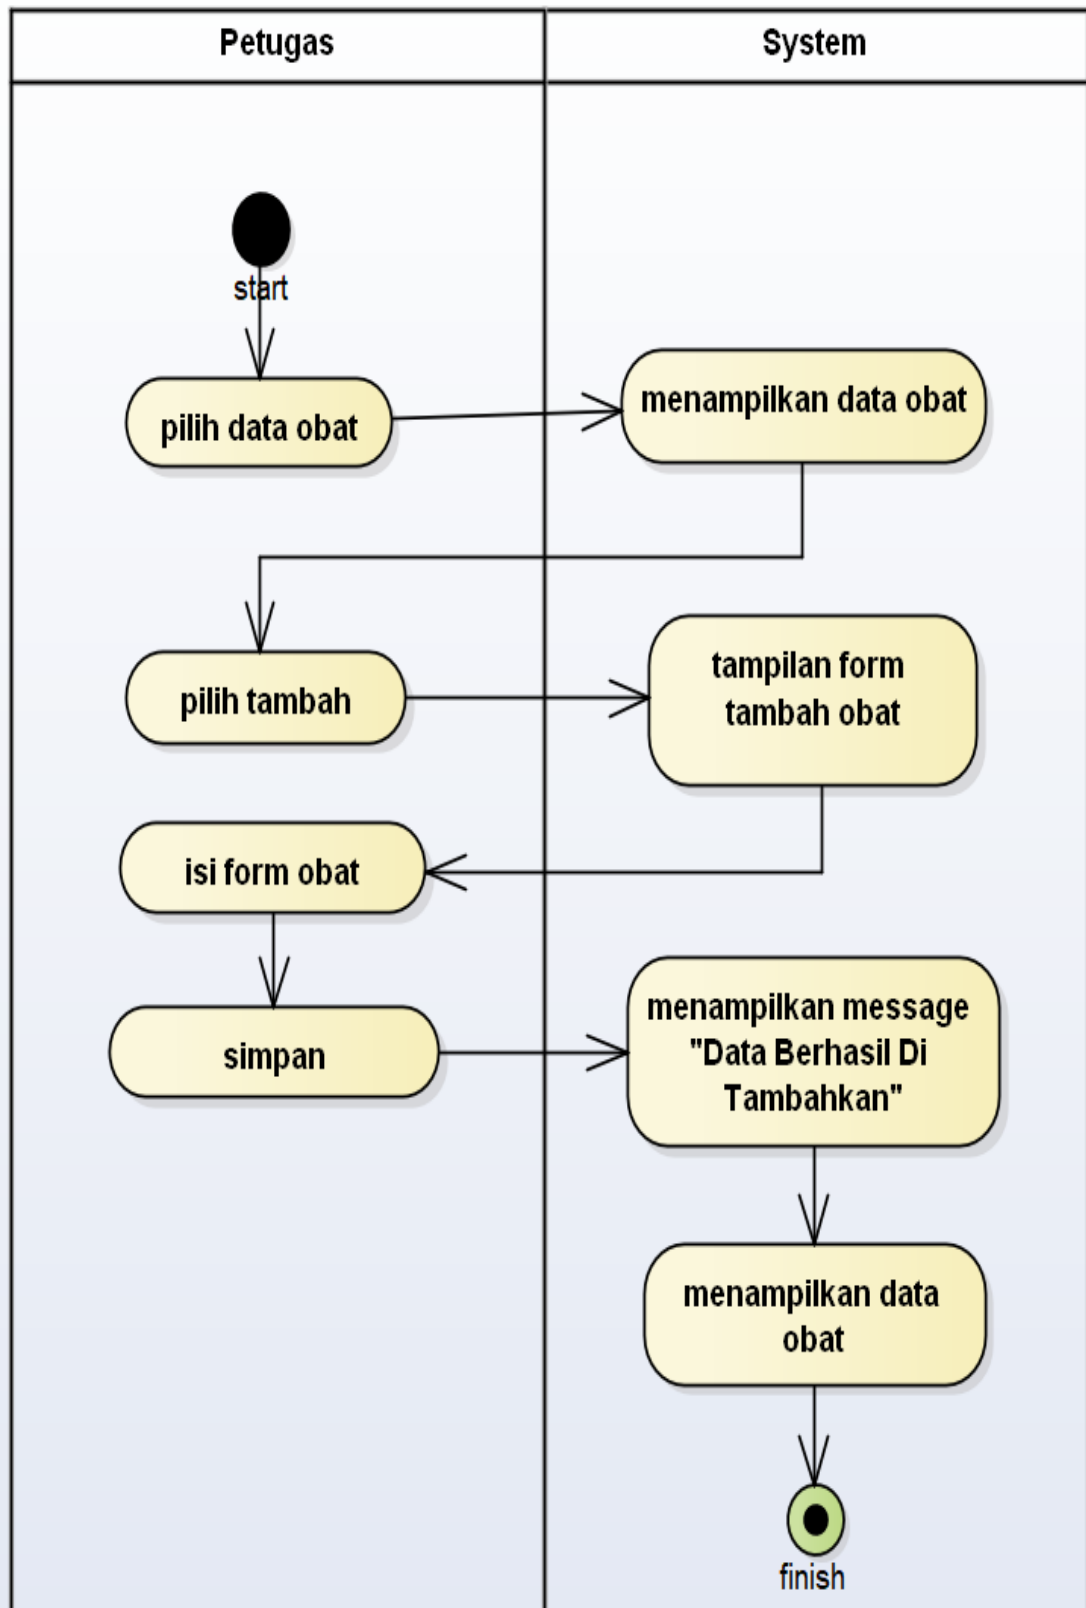 Petugas
System
start
pilih data obat
menampilkan data obat
pilih tambah
tampilan form
tambah obat
isi form obat
simpan
menampilkan message
"Data Berhasil Di
Tambahkan"
menampilkan data
obat
finish